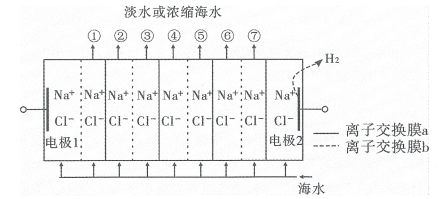 淡水或浓缩海水
① ② ③ ④ ⑤ ⑥ ⑦
H₂
Na⁺ Na⁺ Na⁺ Na⁺ Na⁺ Na⁺ Na⁺ Na⁺ Na⁺
Cl⁻ Cl⁻ Cl⁻ Cl⁻ Cl⁻ Cl⁻ Cl⁻ Cl⁻ Cl⁻
电极1 电极2
离子交换膜a
离子交换膜b
海水